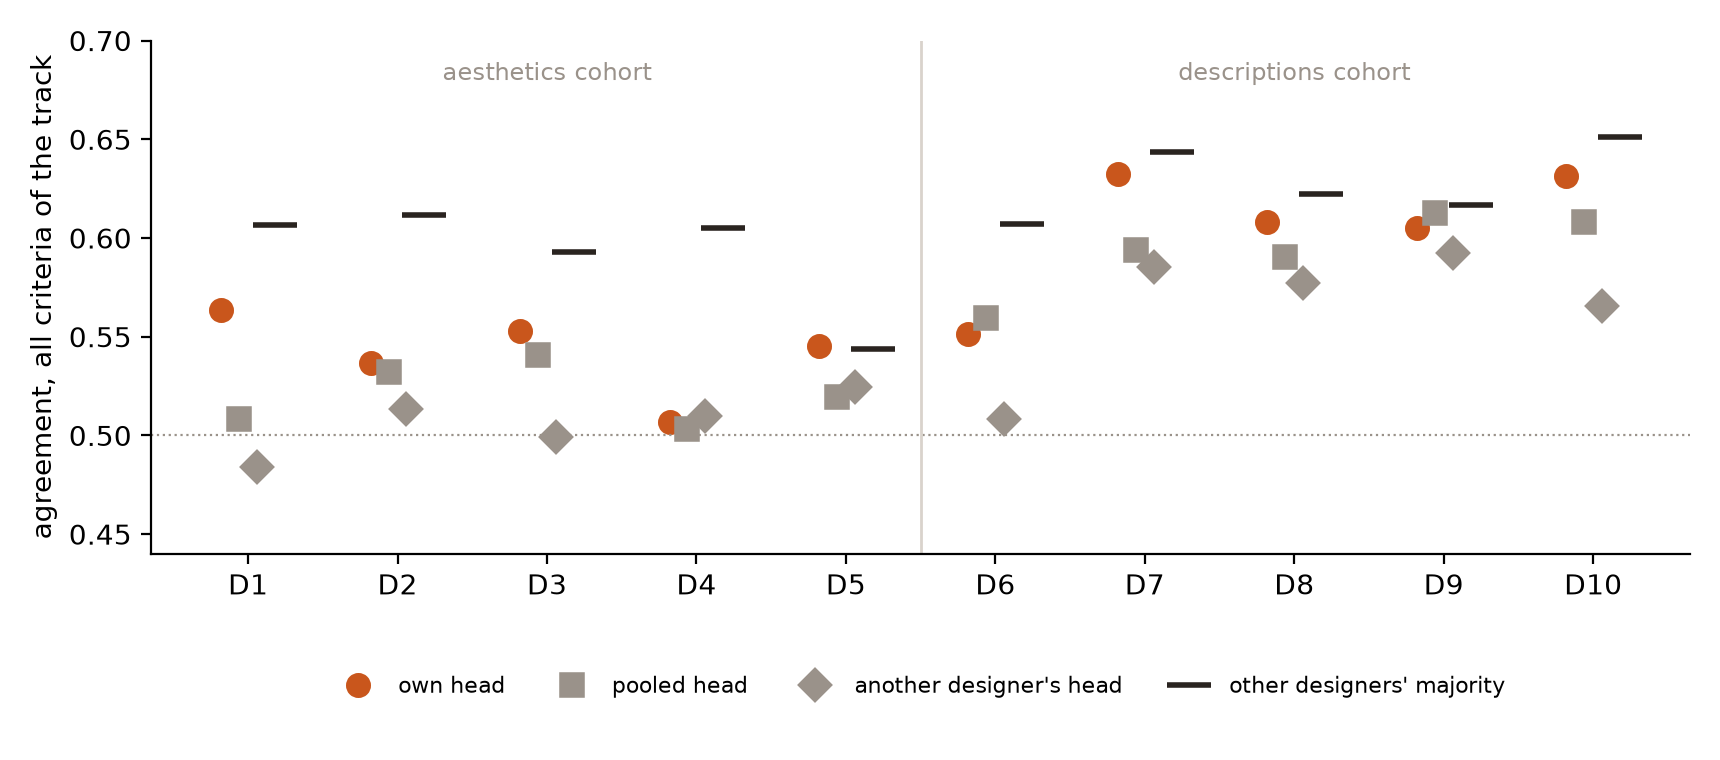 agreement, all criteria of the track
0.70
0.65
0.60
0.55
0.50
0.45
aesthetics cohort
descriptions cohort
D1
D2
D3
D4
D5
D6
D7
D8
D9
D10
own head
pooled head
another designer's head
other designers' majority